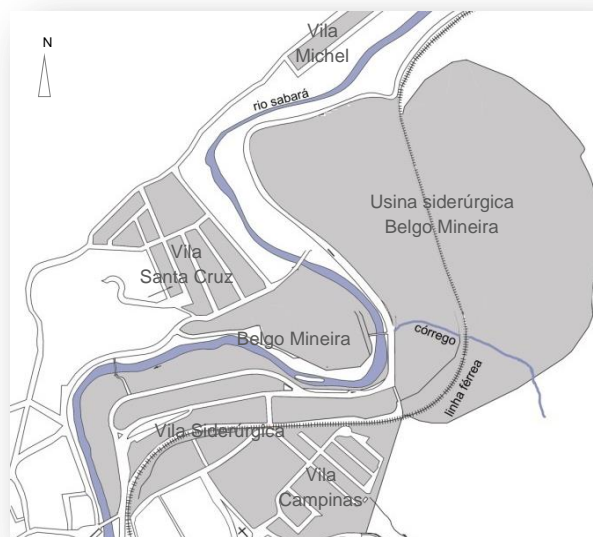 Vila
Michel
N
rio sabará
Usina siderúrgica
Belgo Mineira
Vila
Santa Cruz
Belgo Mineira
córrego
linha férrea
Vila Siderúrgica
Vila
Campinas